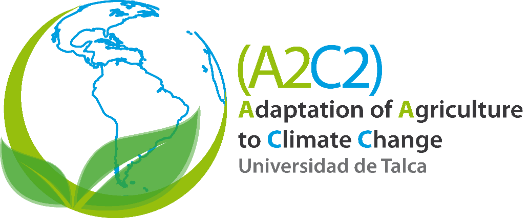 (A2C2)
Adaptation of Agriculture
to Climate Change
Universidad de Talca